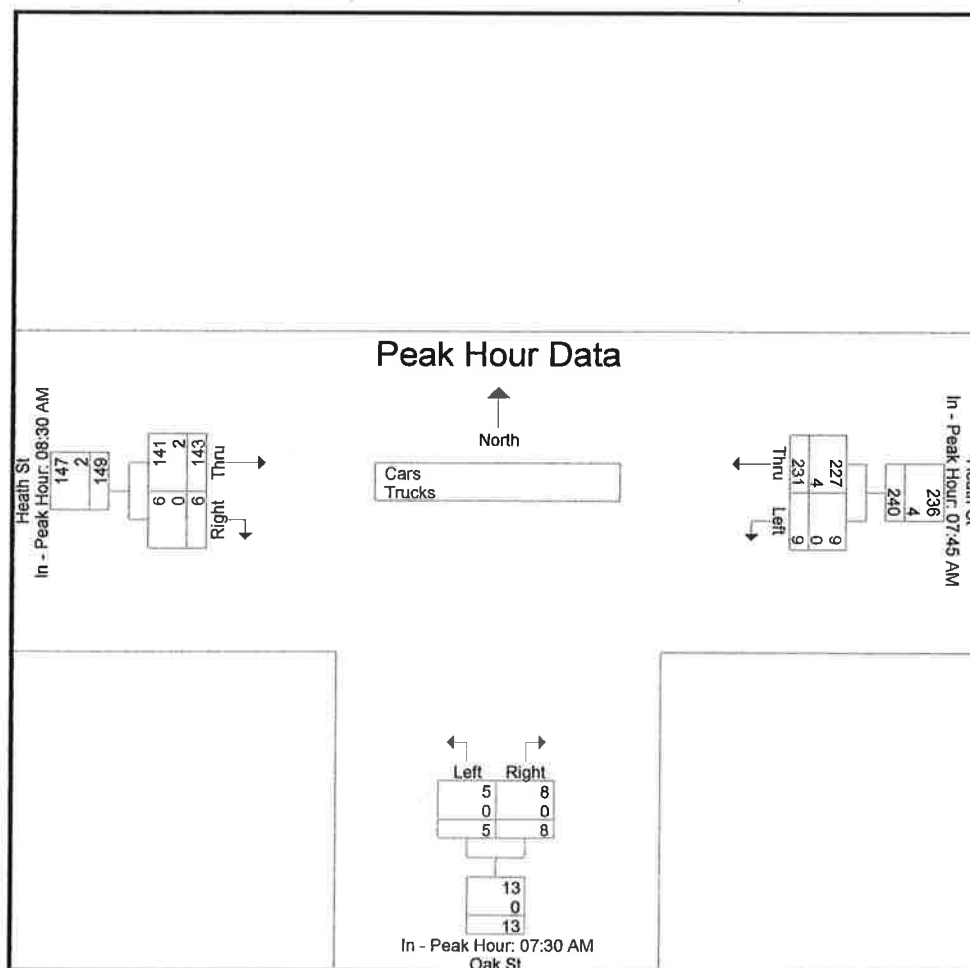 Peak Hour Data
North
Cars
Trucks
Heath St
In - Peak Hour: 08:30 AM
147
2
149
141
2
143
Thru
6
0
6
Right
In - Peak Hour: 07:45 AM
236
4
240
227
4
231
Thru
9
0
9
Left
Left Right
5 8
0 0
5 8
13
0
13
In - Peak Hour: 07:30 AM
Oak St